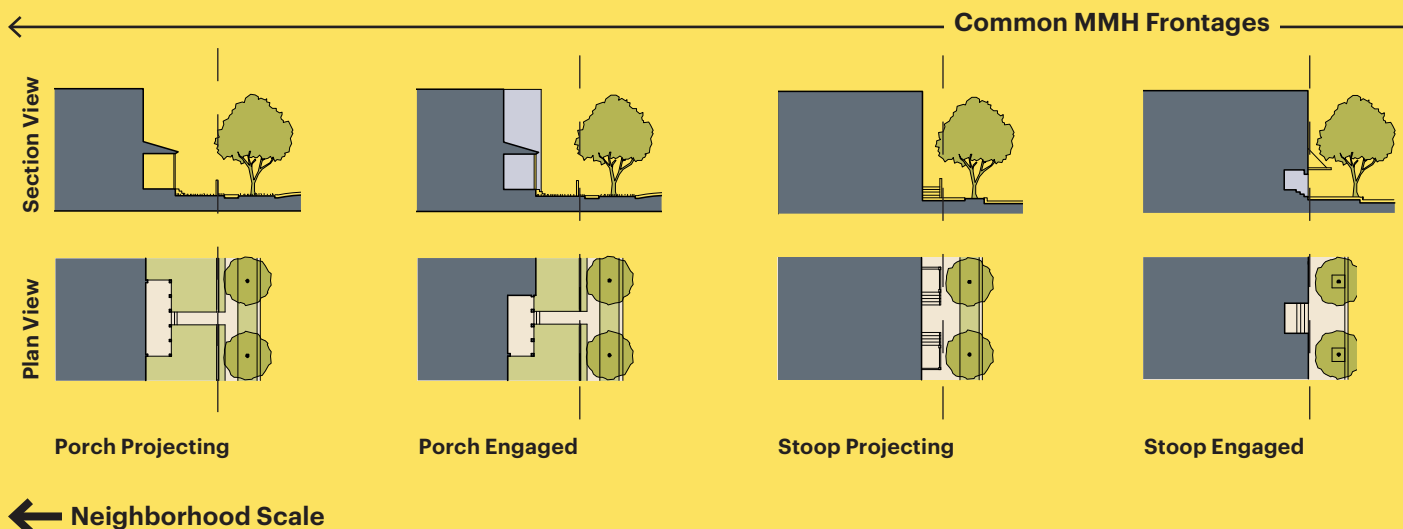 Common MMH Frontages
Section View
Plan View
Porch Projecting
Porch Engaged
Stoop Projecting
Stoop Engaged
Neighborhood Scale